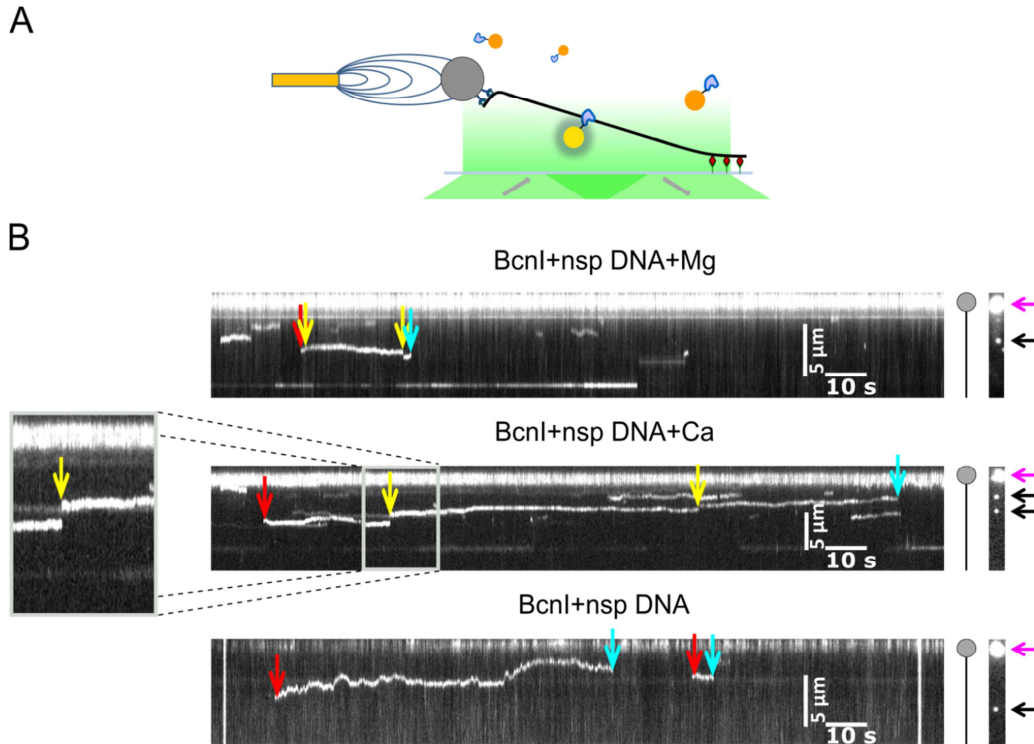 A
B
BcnI+nsp DNA+Mg
5 μm
10 s
BcnI+nsp DNA+Ca
5 μm
10 s
BcnI+nsp DNA
5 μm
10 s